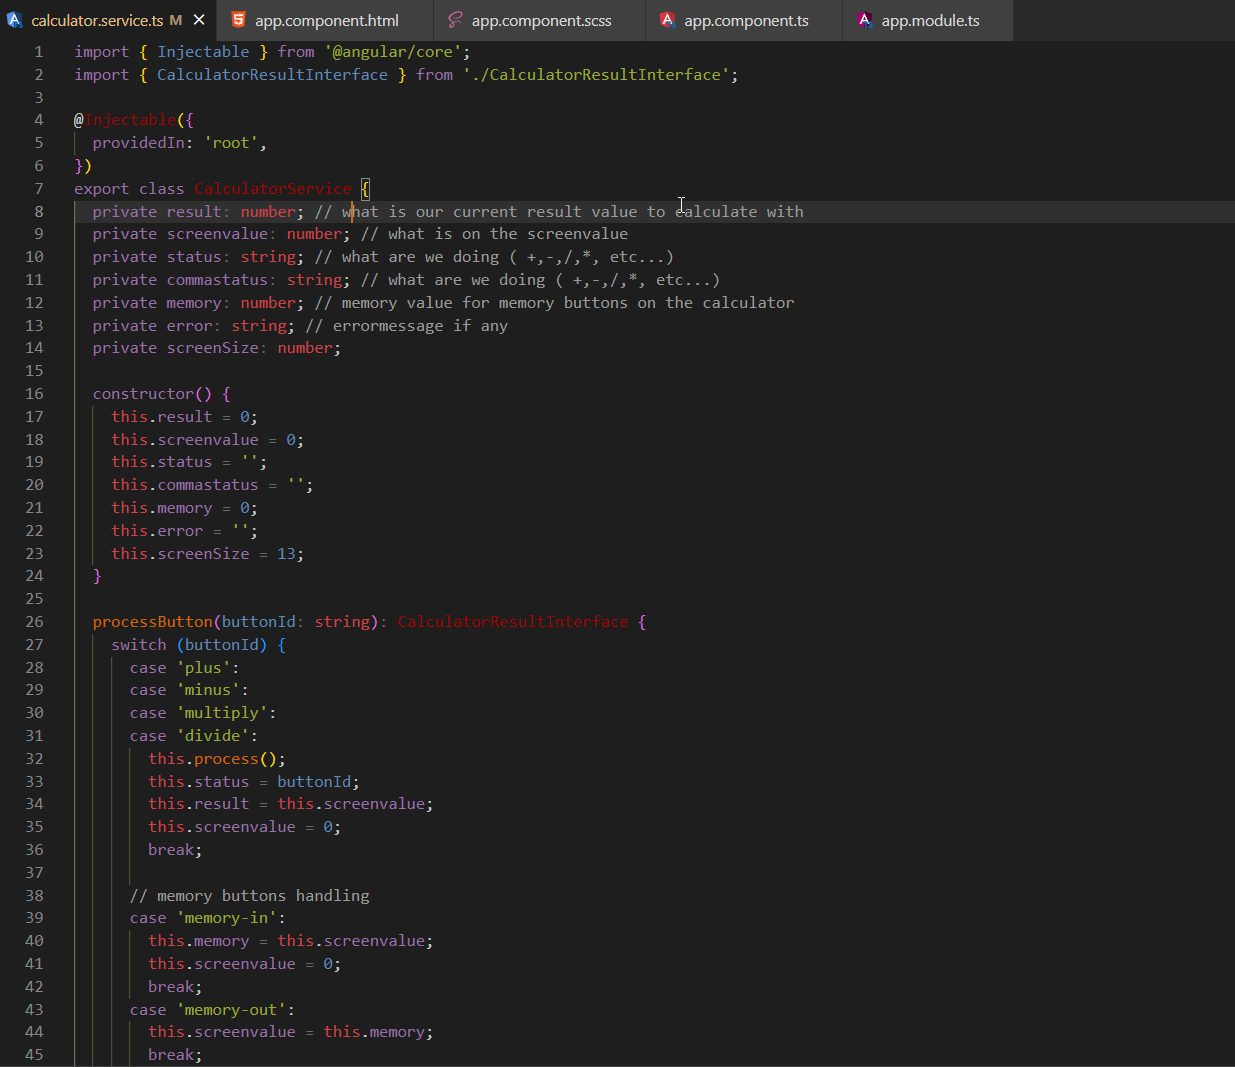 calculator.service.ts M × app.component.html app.component.scss app.component.ts app.module.ts
1 import { Injectable } from '@angular/core';
2 import { CalculatorResultInterface } from './CalculatorResultInterface';
3
4 @Injectable({
5 providedIn: 'root',
6 })
7 export class CalculatorService {
8 private result: number; // what is our current result value to calculate with
9 private screenvalue: number; // what is on the screenvalue
10 private status: string; // what are we doing ( +,-,/,*, etc...)
11 private commastatus: string; // what are we doing ( +,-,/,*, etc...)
12 private memory: number; // memory value for memory buttons on the calculator
13 private error: string; // errormessage if any
14 private screenSize: number;
15
16 constructor() {
17 this.result = 0;
18 this.screenvalue = 0;
19 this.status = '';
20 this.commastatus = '';
21 this.memory = 0;
22 this.error = '';
23 this.screenSize = 13;
24 }
25
26 processButton(buttonId: string): CalculatorResultInterface {
27 switch (buttonId) {
28 case 'plus':
29 case 'minus':
30 case 'multiply':
31 case 'divide':
32 this.process();
33 this.status = buttonId;
34 this.result = this.screenvalue;
35 this.screenvalue = 0;
36 break;
37
38 // memory buttons handling
39 case 'memory-in':
40 this.memory = this.screenvalue;
41 this.screenvalue = 0;
42 break;
43 case 'memory-out':
44 this.screenvalue = this.memory;
45 break;